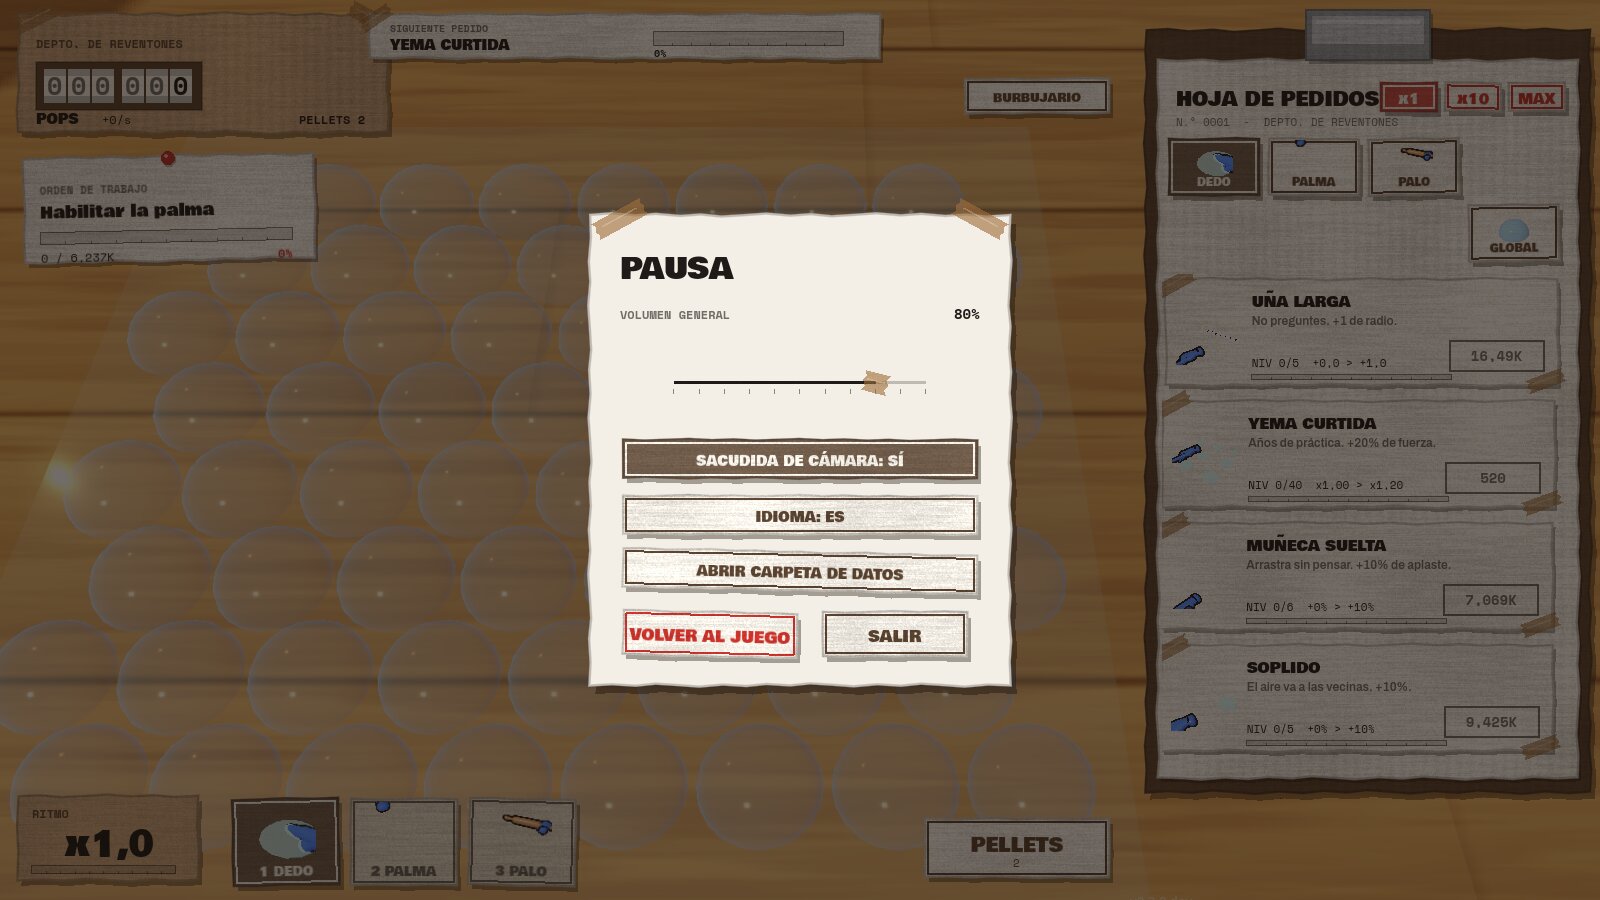 DEPTO. DE REVENTONES
000 000
POPS +0/s PELLETS 2
SIGUIENTE PEDIDO
YEMA CURTIDA
0%
BURBUJARIO
ORDEN DE TRABAJO
Habilitar la palma
0 / 6,237K 0%
PAUSA
VOLUMEN GENERAL 80%
SACUDIDA DE CÁMARA: SÍ
IDIOMA: ES
ABRIR CARPETA DE DATOS
VOLVER AL JUEGO SALIR
HOJA DE PEDIDOS x1 x10 MAX
N.° 0001 - DEPTO. DE REVENTONES
DEDO PALMA PALO
GLOBAL
UÑA LARGA
No preguntes. +1 de radio.
NIV 0/5 +0,0 > +1,0 16,49K
YEMA CURTIDA
Años de práctica. +20% de fuerza.
NIV 0/40 x1,00 > x1,20 520
MUÑECA SUELTA
Arrastra sin pensar. +10% de aplaste.
NIV 0/6 +0% > +10% 7,069K
SOPLIDO
El aire va a las vecinas. +10%.
NIV 0/5 +0% > +10% 9,425K
RITMO
x1,0
1 DEDO 2 PALMA 3 PALO
PELLETS
2